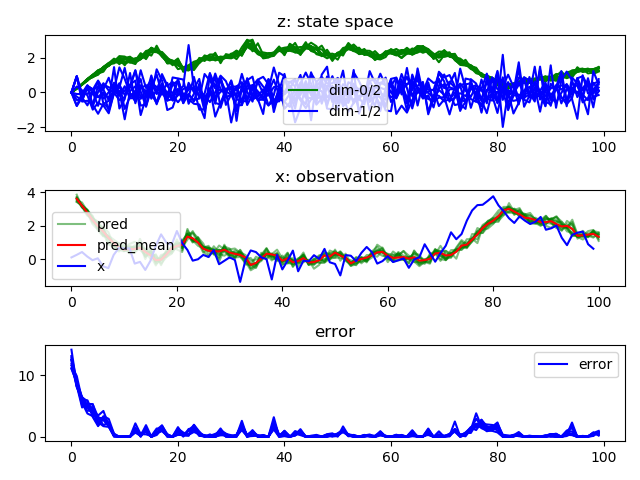 z: state space
2
0
−2
dim-0/2
dim-1/2
0 20 40 60 80 100
x: observation
4
2
0
pred
pred_mean
x
0 20 40 60 80 100
error
10
0
error
0 20 40 60 80 100